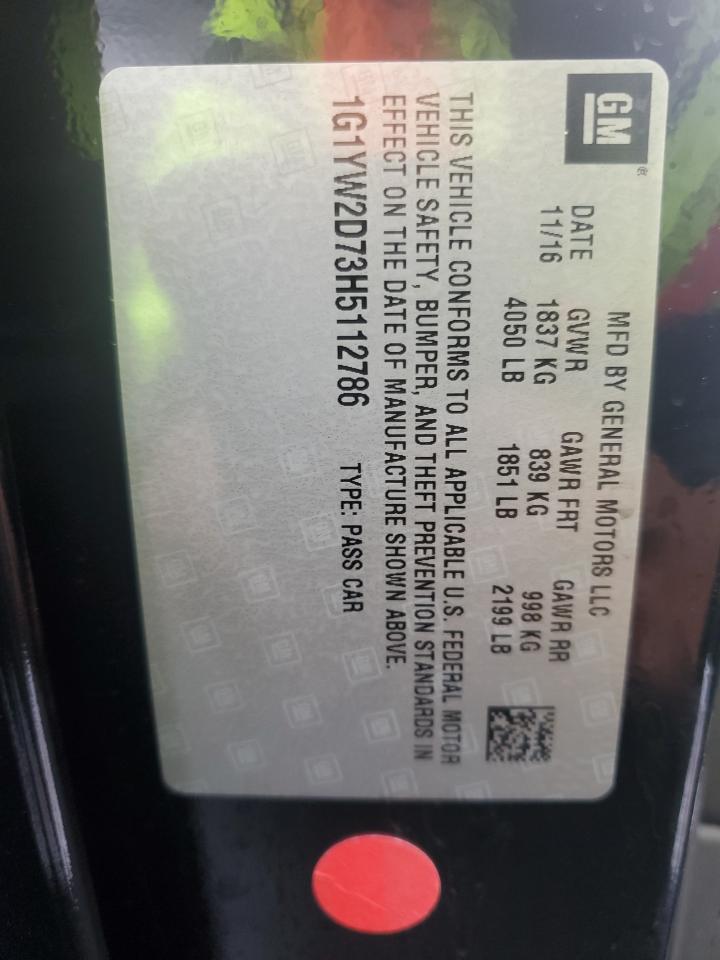 GM
MFD BY GENERAL MOTORS LLC
DATE GVWR GAWR FRT GAWR RR
11/16 1837 KG 839 KG 998 KG
4050 LB 1851 LB 2199 LB
THIS VEHICLE CONFORMS TO ALL APPLICABLE U.S. FEDERAL MOTOR
VEHICLE SAFETY, BUMPER, AND THEFT PREVENTION STANDARDS IN
EFFECT ON THE DATE OF MANUFACTURE SHOWN ABOVE.
1G1YW2D73H5112786 TYPE: PASS CAR